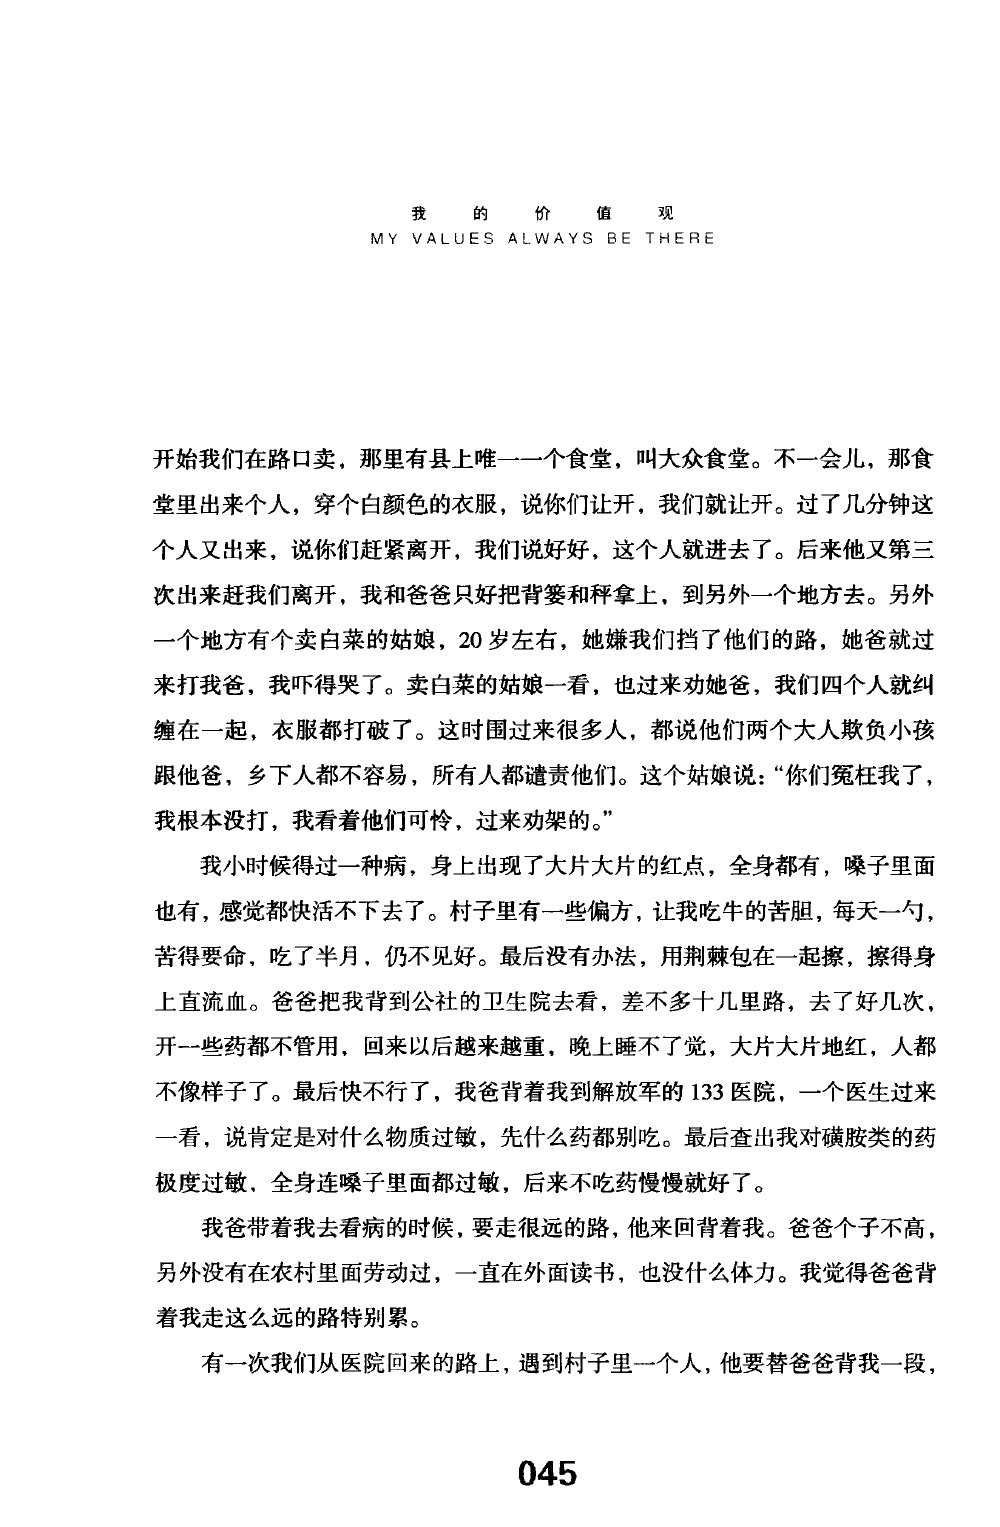 我的价值观
MY VALUES ALWAYS BE THERE
开始我们在路口卖，那里有县上唯一一个食堂，叫大众食堂。不一会儿，那食
堂里出来个人，穿个白颜色的衣服，说你们让开，我们就让开。过了几分钟这
个人又出来，说你们赶紧离开，我们说好好，这个人就进去了。后来他又第三
次出来赶我们离开，我和爸爸只好把背篓和秤拿上，到另外一个地方去。另外
一个地方有个卖白菜的姑娘，20 岁左右，她嫌我们挡了他们的路，她爸就过
来打我爸，我吓得哭了。卖白菜的姑娘一看，也过来劝她爸，我们四个人就纠
缠在一起，衣服都打破了。这时围过来很多人，都说他们两个大人欺负小孩
跟他爸，乡下人都不容易，所有人都谴责他们。这个姑娘说：“你们冤枉我了，
我根本没打，我看着他们可怜，过来劝架的。”
我小时候得过一种病，身上出现了大片大片的红点，全身都有，嗓子里面
也有，感觉都快活不下去了。村子里有一些偏方，让我吃牛的苦胆，每天一勺，
苦得要命，吃了半月，仍不见好。最后没有办法，用荆棘包在一起擦，擦得身
上直流血。爸爸把我背到公社的卫生院去看，差不多十几里路，去了好几次，
开一些药都不管用，回来以后越来越重，晚上睡不了觉，大片大片地红，人都
不像样子了。最后快不行了，我爸背着我到解放军的 133 医院，一个医生过来
一看，说肯定是对什么物质过敏，先什么药都别吃。最后查出我对磺胺类的药
极度过敏，全身连嗓子里面都过敏，后来不吃药慢慢就好了。
我爸带着我去看病的时候，要走很远的路，他来回背着我。爸爸个子不高，
另外没有在农村里面劳动过，一直在外面读书，也没什么体力。我觉得爸爸背
着我走这么远的路特别累。
有一次我们从医院回来的路上，遇到村子里一个人，他要替爸爸背我一段，
045